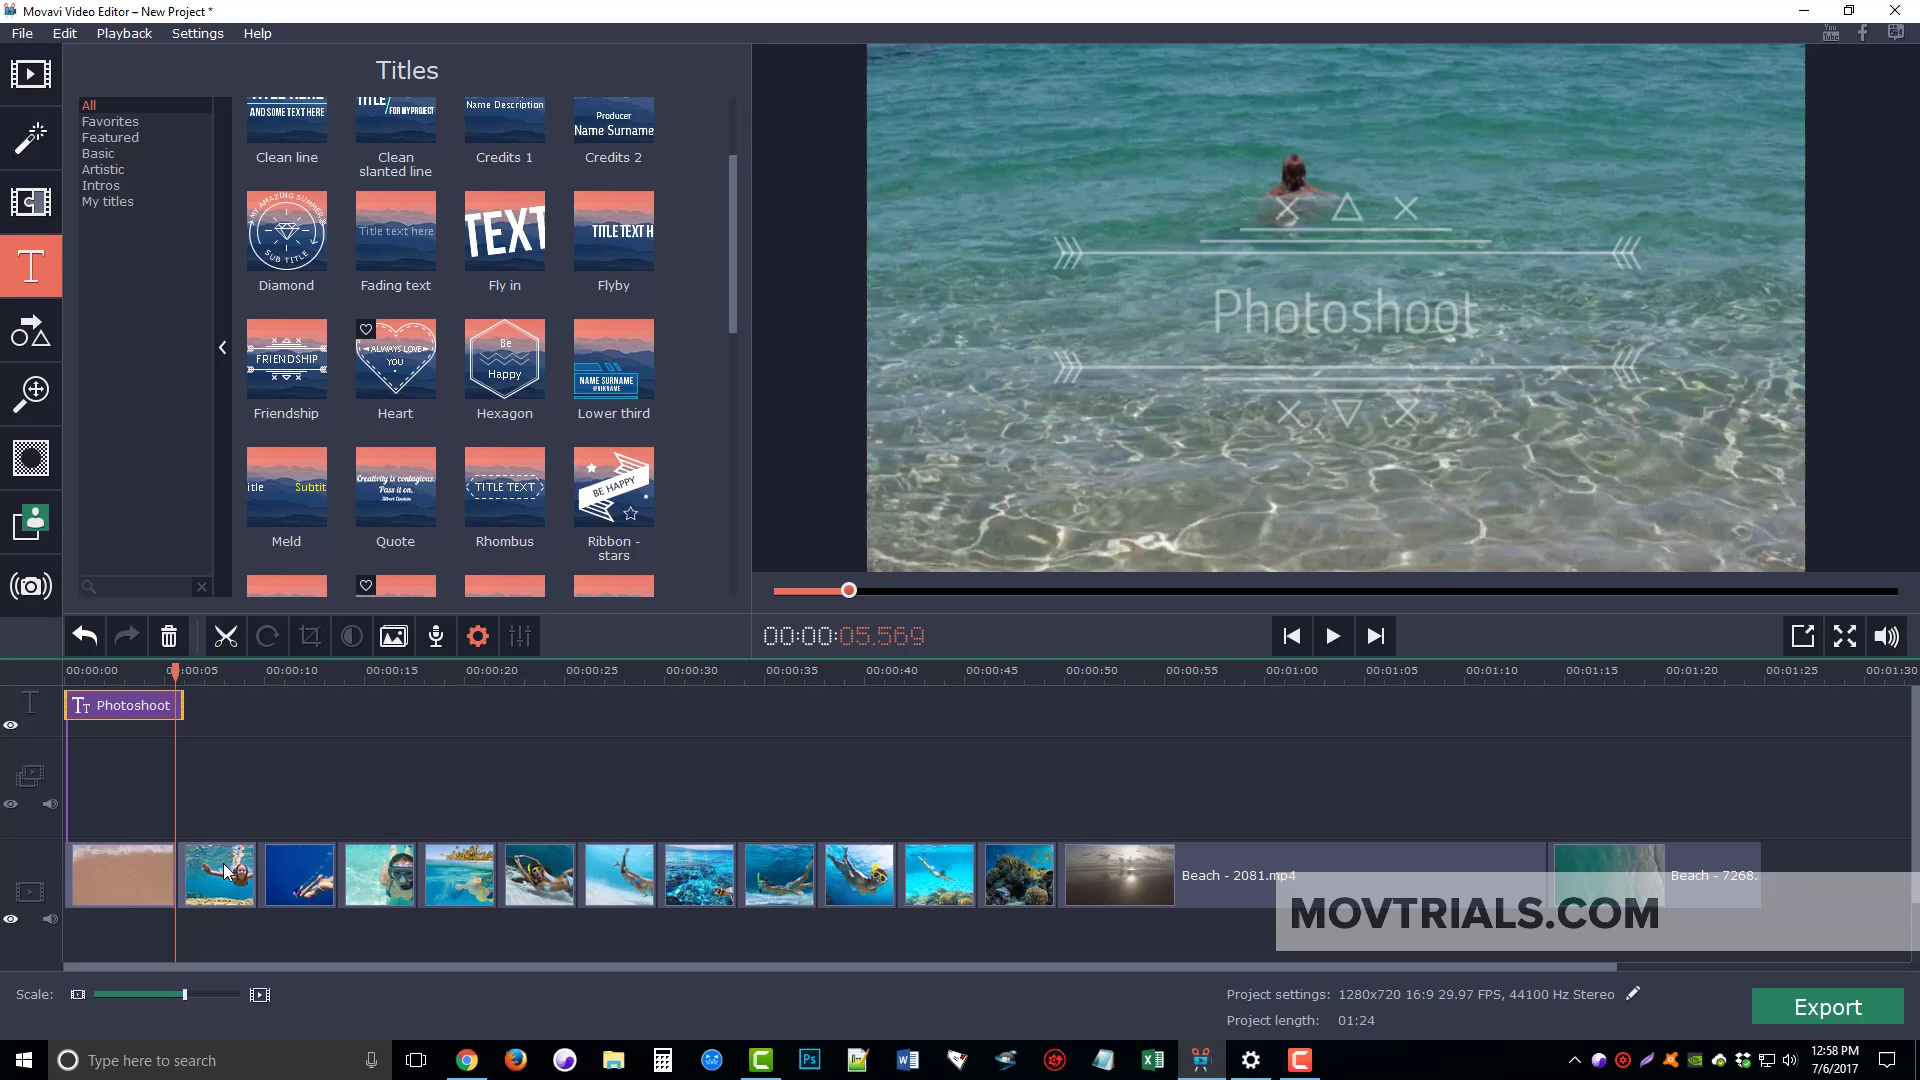 Movavi Video Editor – New Project *
File Edit Playback Settings Help
You
Titles
All
Favorites
Featured
Basic
Artistic
Intros
My titles
AND SOME TEXT HERE
FOR MY PROJECT
Name Description
Producer
Name Surname
Clean line
Clean
slanted line
Credits 1
Credits 2
MY AMAZING SUMMER
SUB TITLE
Title text here
TEXT
TITLE TEXT H
Diamond
Fading text
Fly in
Flyby
FRIENDSHIP
ALWAYS LOVE
YOU
Be
Happy
NAME SURNAME
@NIKNAME
Friendship
Heart
Hexagon
Lower third
itle Subtit
Creativity is contagious.
Pass it on.
Albert Einstein
TITLE TEXT
BE HAPPY
Meld
Quote
Rhombus
Ribbon -
stars
Photoshoot
00:00:05.569
00:00:00 00:00:05 00:00:10 00:00:15 00:00:20 00:00:25 00:00:30 00:00:35 00:00:40 00:00:45 00:00:50 00:00:55 00:01:00 00:01:05 00:01:10 00:01:15 00:01:20 00:01:25 00:01:30
Photoshoot
Beach - 2081.mp4
Beach - 7268.
MOVTRIALS.COM
Scale:
Project settings: 1280x720 16:9 29.97 FPS, 44100 Hz Stereo
Project length: 01:24
Export
Type here to search
Ps
12:58 PM
7/6/2017